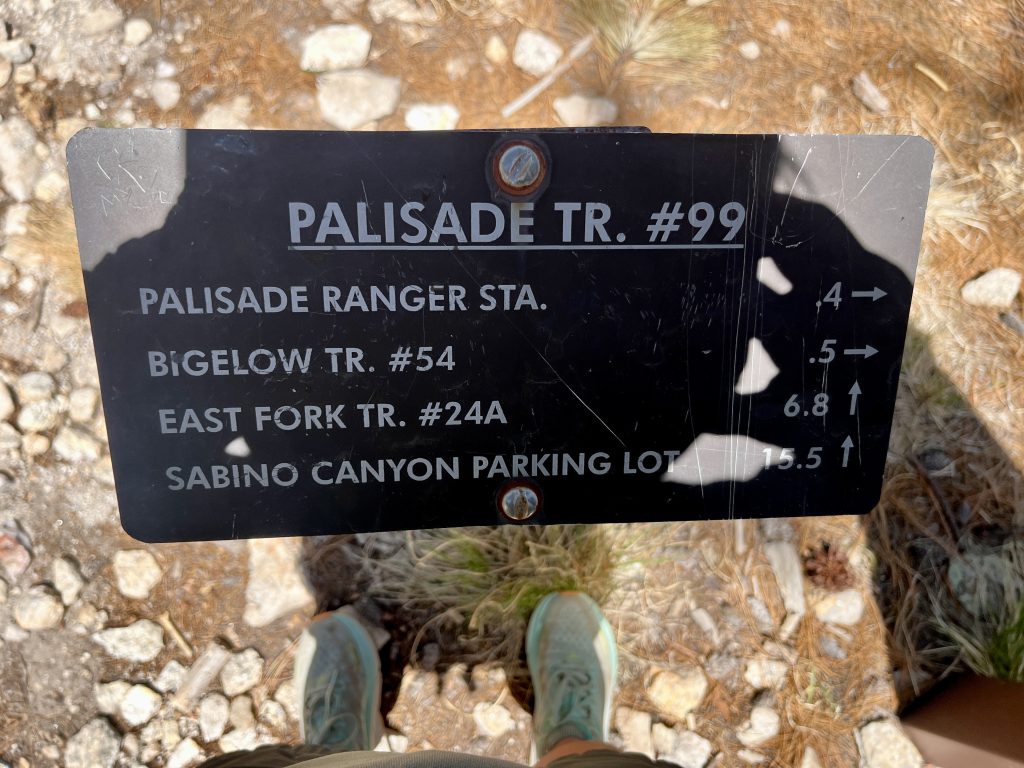 PALISADE TR. #99
PALISADE RANGER STA. .4 →
BIGELOW TR. #54 .5 →
EAST FORK TR. #24A 6.8 ↑
SABINO CANYON PARKING LOT 15.5 ↑